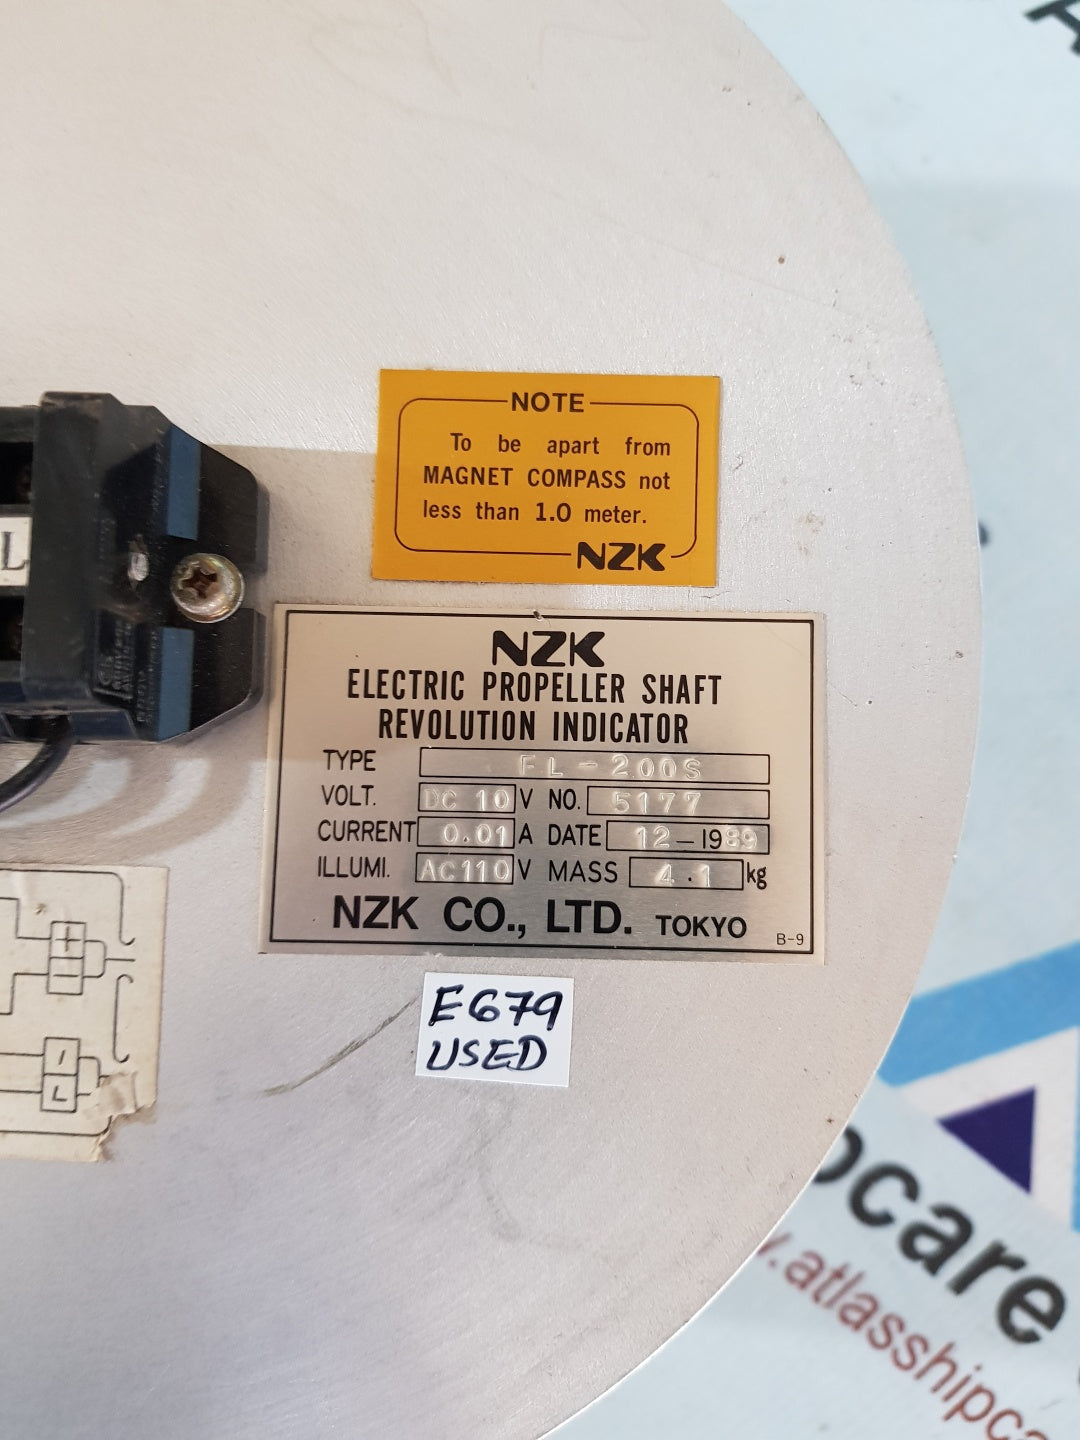 NOTE
To be apart from
MAGNET COMPASS not
less than 1.0 meter.
NZK
L
NZK
ELECTRIC PROPELLER SHAFT
REVOLUTION INDICATOR
TYPE FL-200S
VOLT. DC 10 V NO. 5177
CURRENT 0.01 A DATE 12-1989
ILLUMI. AC110 V MASS 4.1 kg
NZK CO., LTD. TOKYO B-9
E679
USED
+
-
/
L
pcare
.atlasshipca